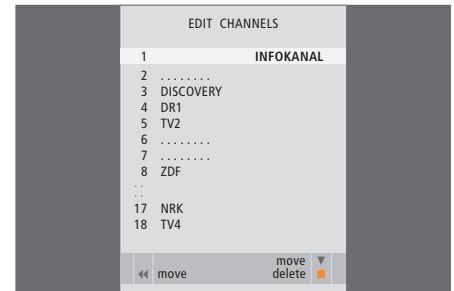 EDIT CHANNELS
1 INFOKANAL
2 ........
3 DISCOVERY
4 DR1
5 TV2
6 ........
7 ........
8 ZDF
..
..
17 NRK
18 TV4
move
move delete